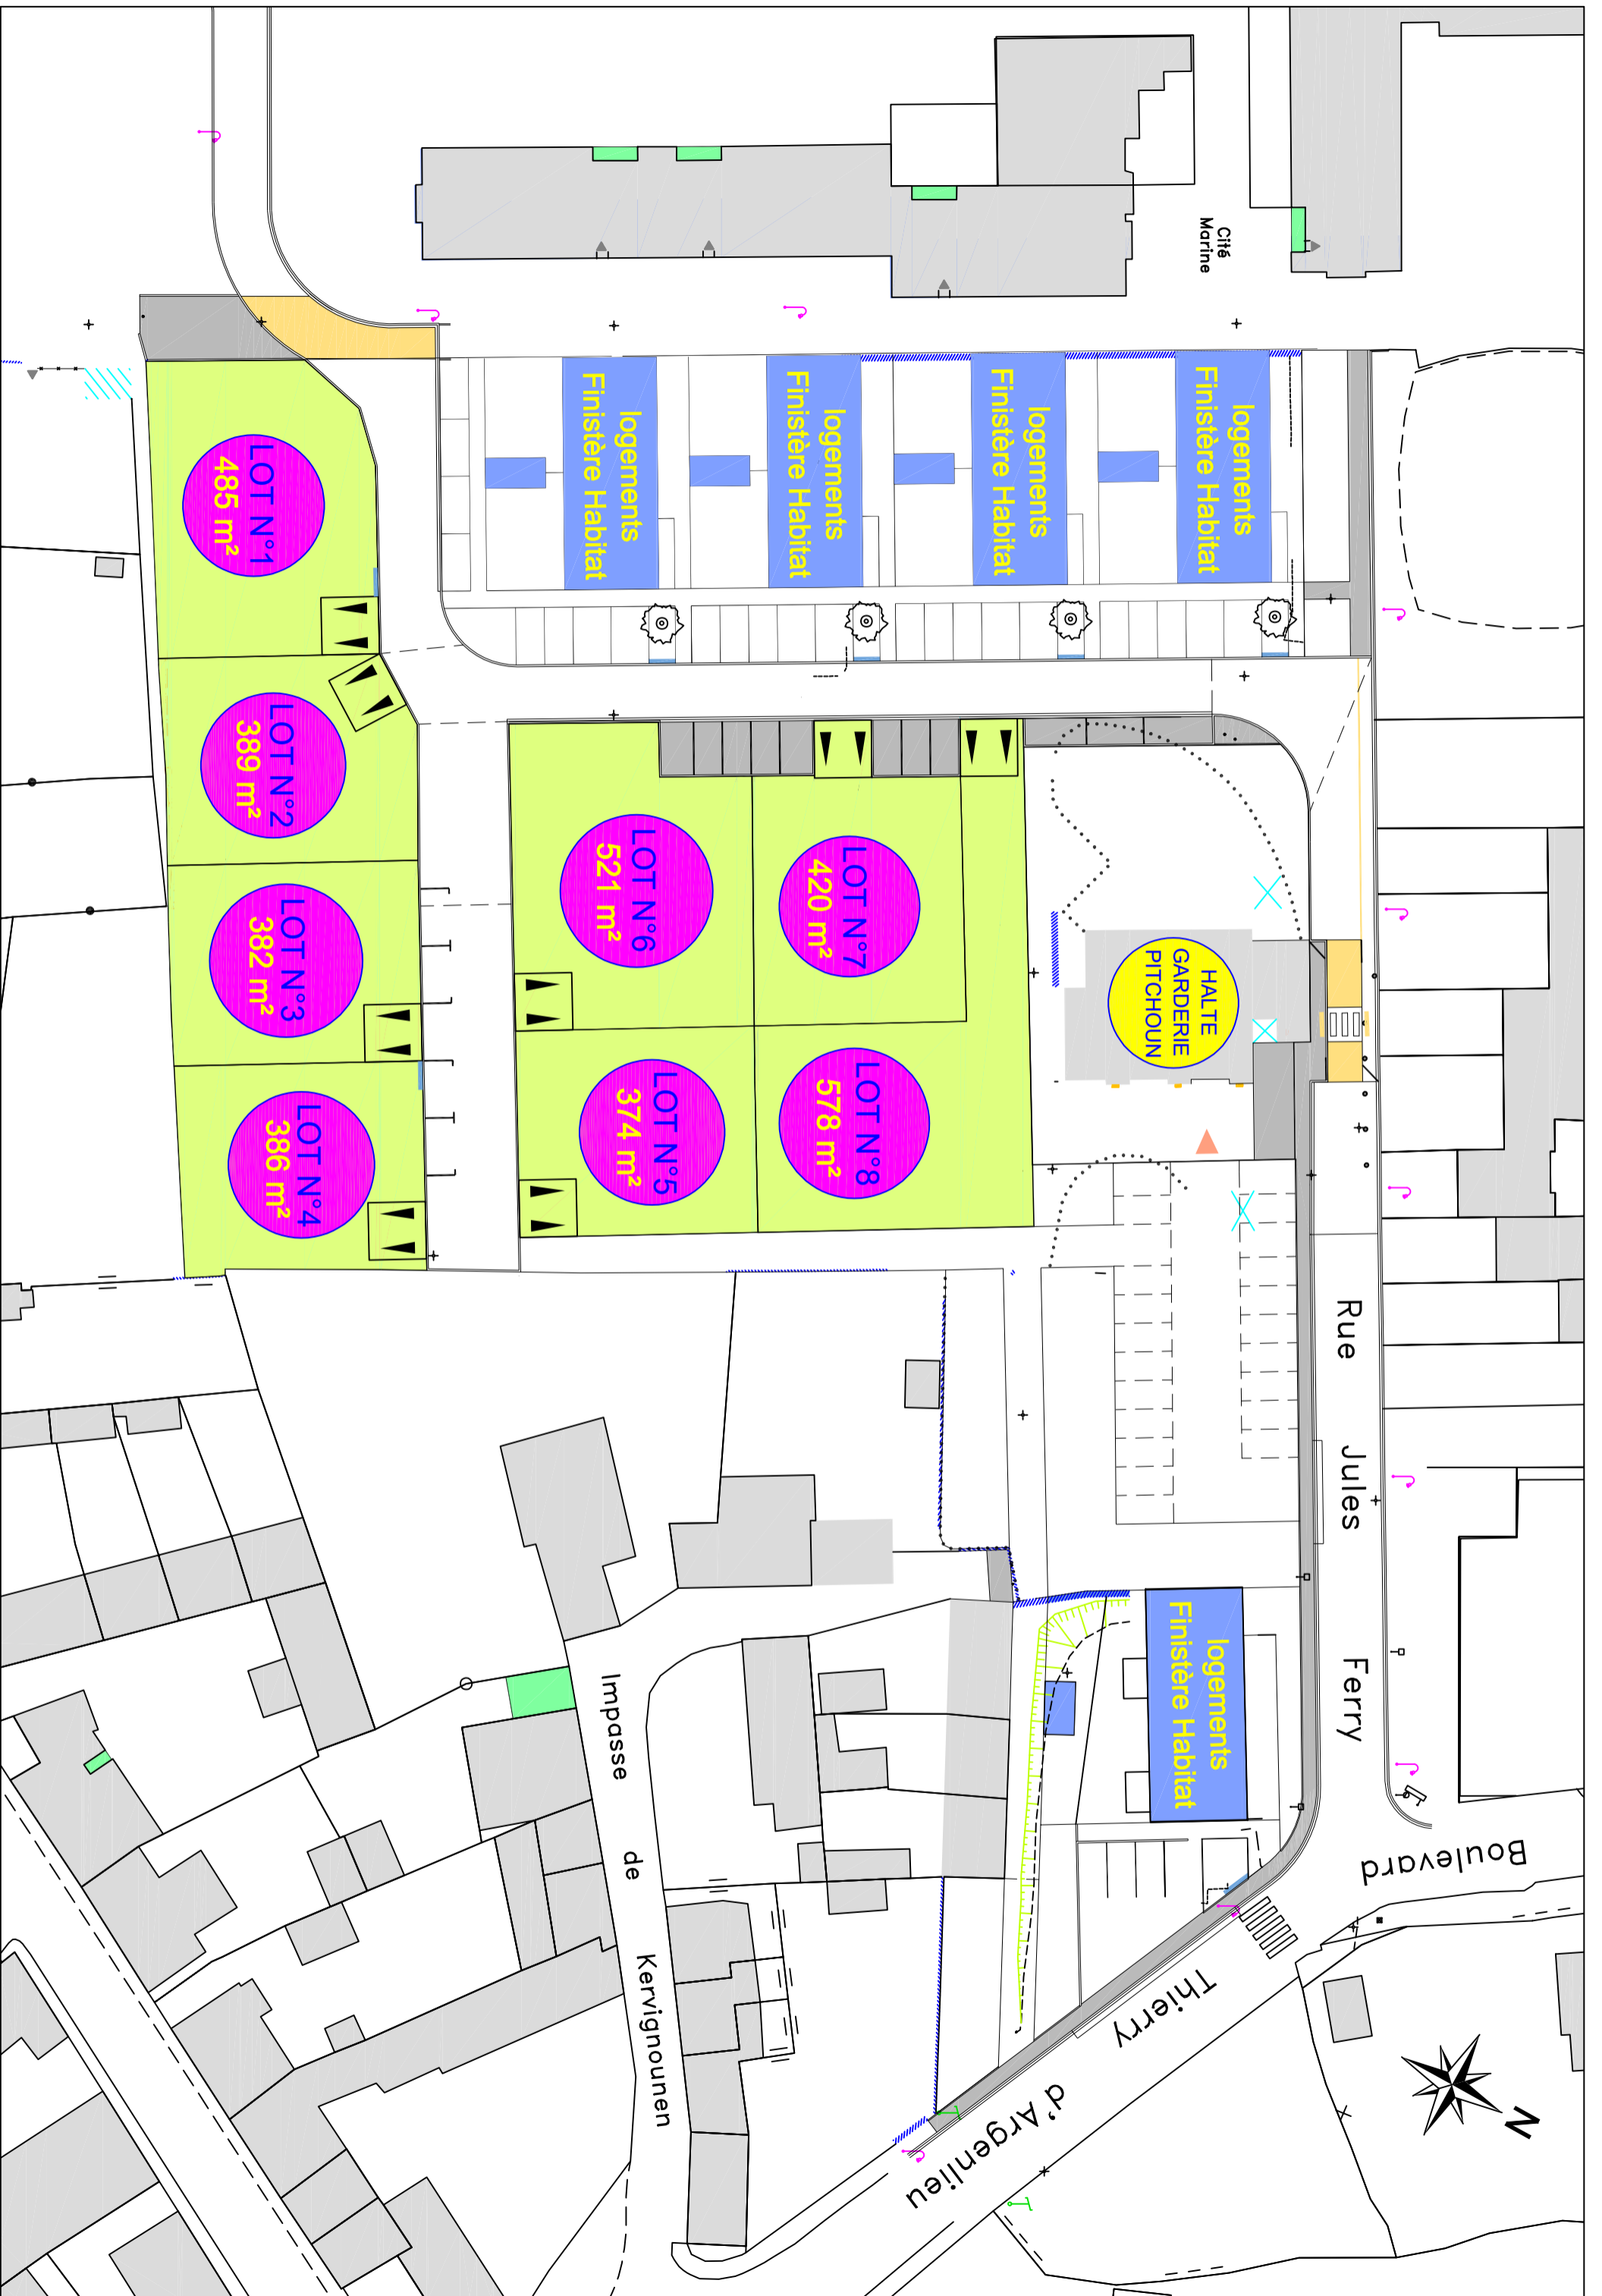 Cité
Marine
logements
Finistère Habitat
logements
Finistère Habitat
logements
Finistère Habitat
logements
Finistère Habitat
LOT N°1
485 m²
LOT N°2
389 m²
LOT N°3
382 m²
LOT N°4
386 m²
LOT N°6
521 m²
LOT N°7
420 m²
LOT N°5
374 m²
LOT N°8
578 m²
HALTE
GARDERIE
PITCHOUN
Rue Jules Ferry
logements
Finistère Habitat
Impasse de Kervignounen
Boulevard Thierry d'Argenlieu
N